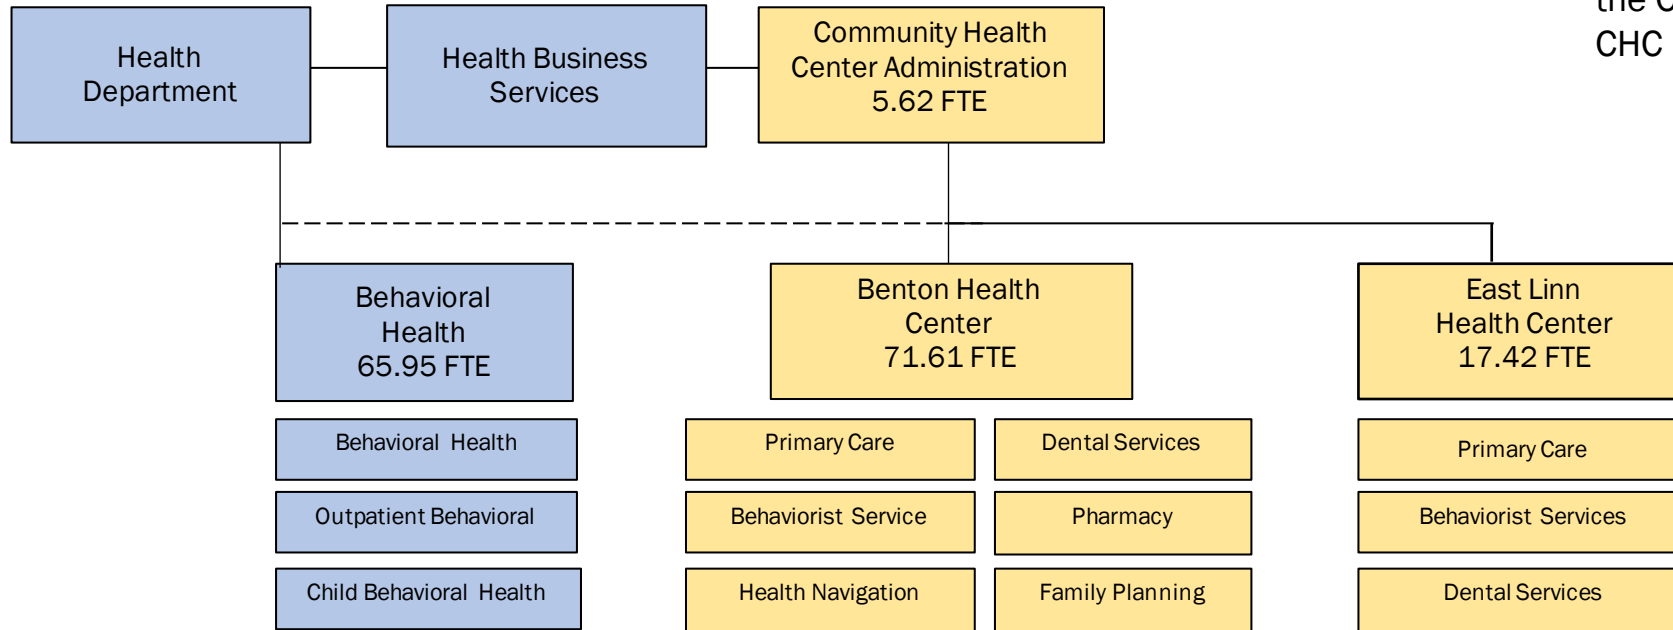 Health
Department
Health Business
Services
Community Health
Center Administration
5.62 FTE
CHC
Behavioral
Health
65.95 FTE
Benton Health
Center
71.61 FTE
East Linn
Health Center
17.42 FTE
Behavioral Health
Outpatient Behavioral
Child Behavioral Health
Primary Care
Behaviorist Service
Health Navigation
Dental Services
Pharmacy
Family Planning
Primary Care
Behaviorist Services
Dental Services